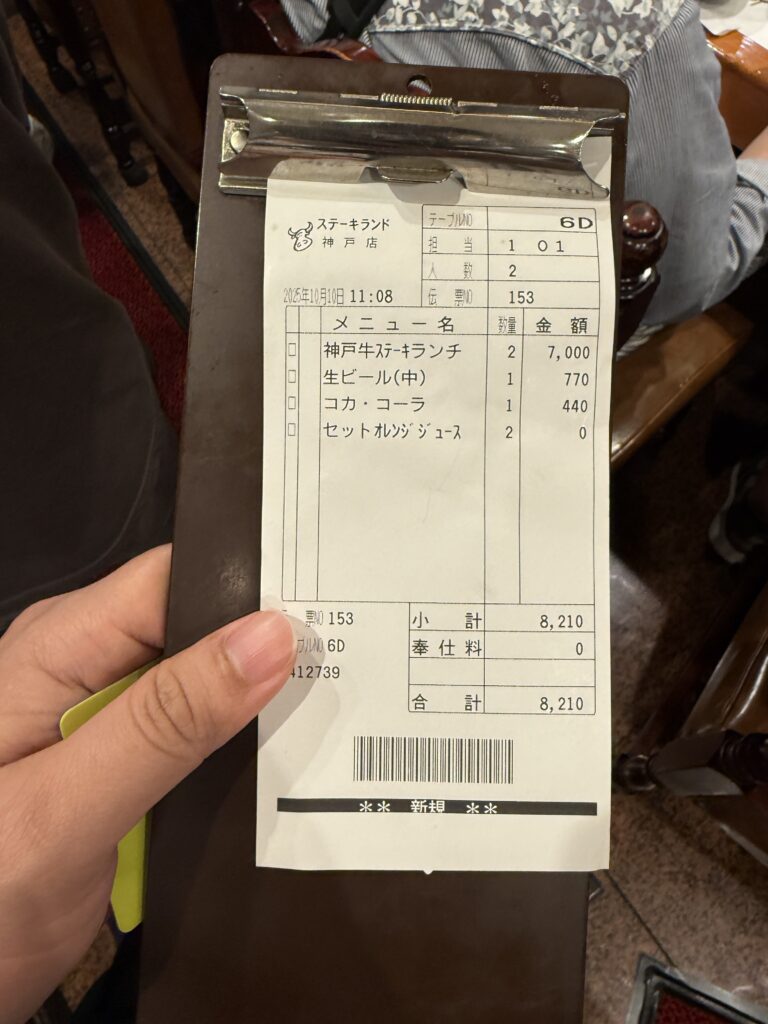 ステーキランド
神戸店
テーブルNO 6D
担当 1 01
人数 2
2025年10月10日 11:08
伝票NO 153
メニュー名 数量 金額
神戸牛ｽﾃｰｷランチ 2 7,000
生ビール(中) 1 770
コカ・コーラ 1 440
セットｵﾚﾝｼﾞｼﾞｭｰｽ 2 0
票NO 153
ﾌﾞﾙNO 6D
412739
小計 8,210
奉仕料 0
合計 8,210
** 新規 **